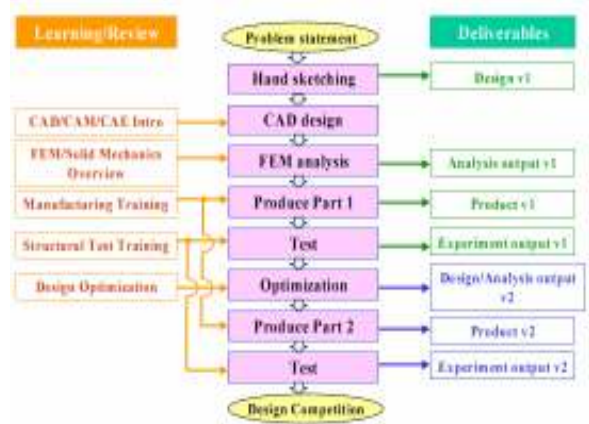 Learning/Review
Problem statement
Deliverables
Hand sketching
Design v1
CAD/CAM/CAE Intro
CAD design
FEM/Solid Mechanics
Overview
FEM analysis
Analysis output v1
Manufacturing Training
Produce Part 1
Product v1
Structural Test Training
Test
Experiment output v1
Design Optimization
Optimization
Design/Analysis output
v2
Produce Part 2
Product v2
Test
Experiment output v2
Design Competition